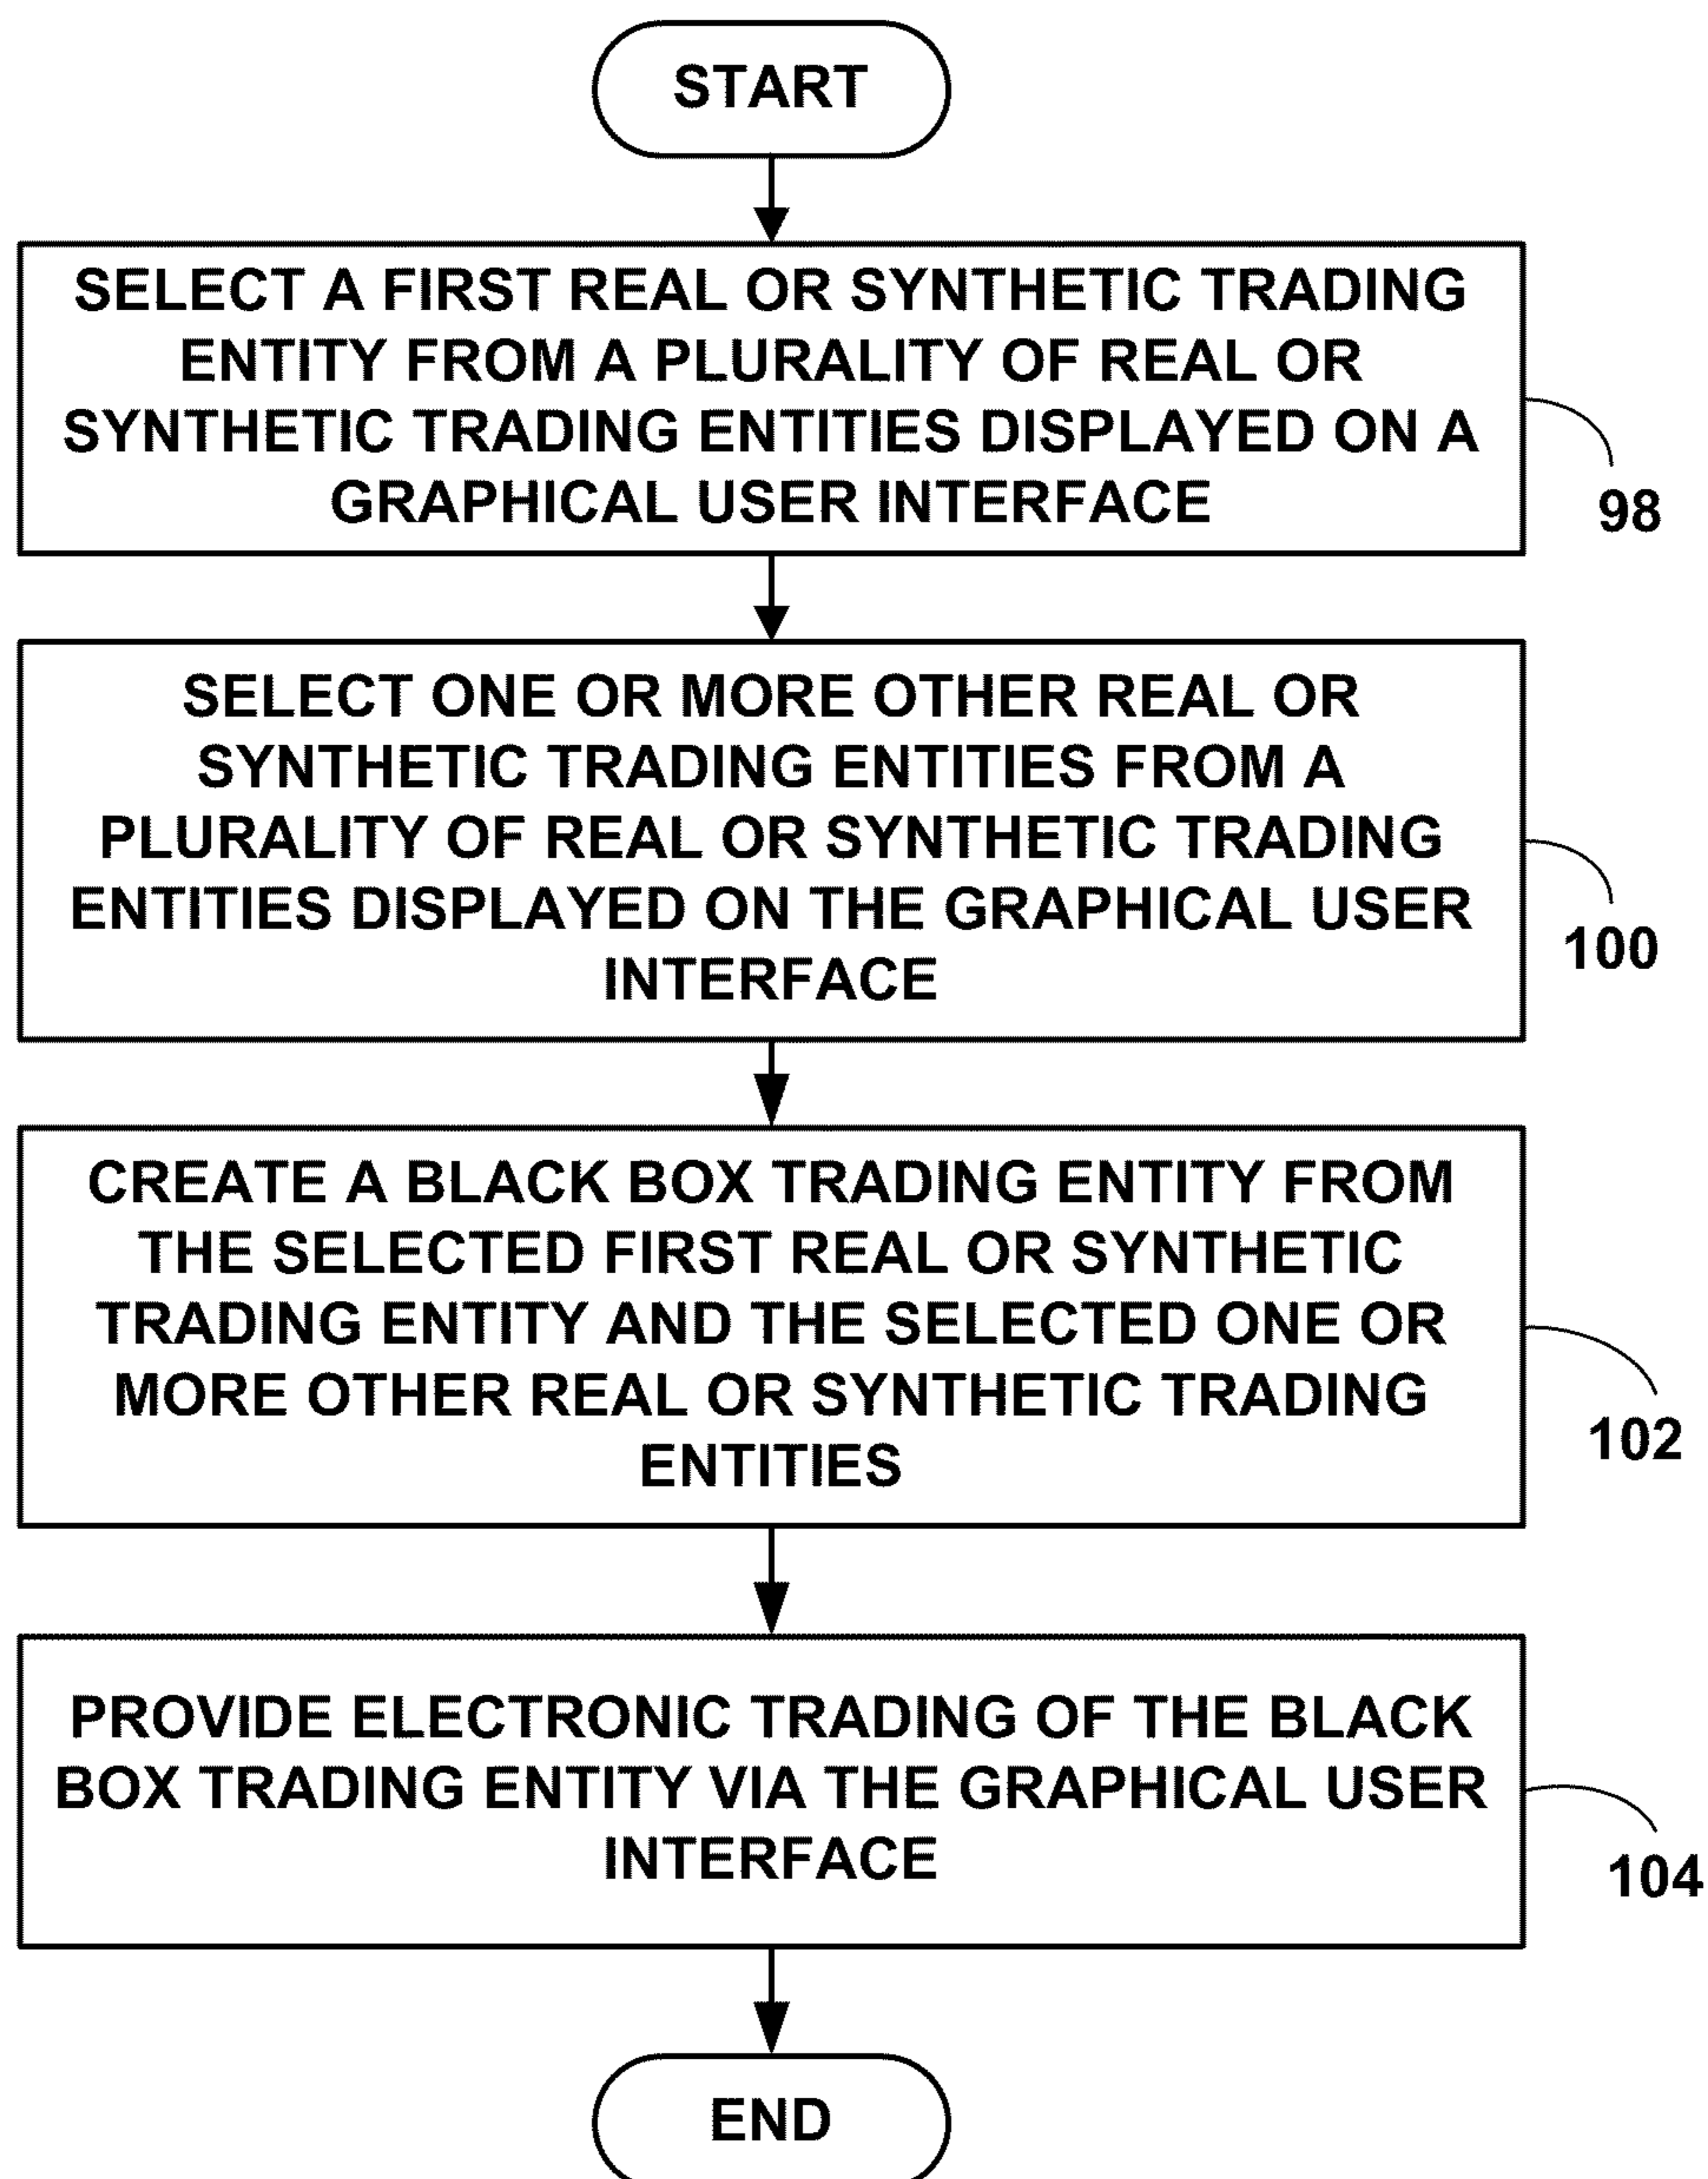 START
SELECT A FIRST REAL OR SYNTHETIC TRADING
ENTITY FROM A PLURALITY OF REAL OR
SYNTHETIC TRADING ENTITIES DISPLAYED ON A
GRAPHICAL USER INTERFACE
98
SELECT ONE OR MORE OTHER REAL OR
SYNTHETIC TRADING ENTITIES FROM A
PLURALITY OF REAL OR SYNTHETIC TRADING
ENTITIES DISPLAYED ON THE GRAPHICAL USER
INTERFACE
100
CREATE A BLACK BOX TRADING ENTITY FROM
THE SELECTED FIRST REAL OR SYNTHETIC
TRADING ENTITY AND THE SELECTED ONE OR
MORE OTHER REAL OR SYNTHETIC TRADING
ENTITIES
102
PROVIDE ELECTRONIC TRADING OF THE BLACK
BOX TRADING ENTITY VIA THE GRAPHICAL USER
INTERFACE
104
END